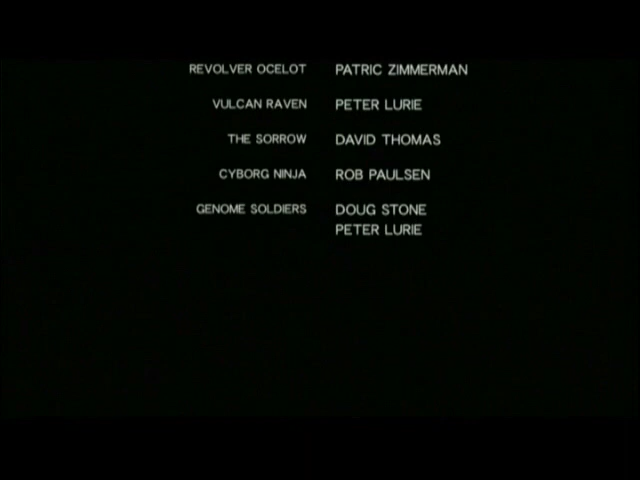 REVOLVER OCELOT PATRIC ZIMMERMAN
VULCAN RAVEN PETER LURIE
THE SORROW DAVID THOMAS
CYBORG NINJA ROB PAULSEN
GENOME SOLDIERS DOUG STONE
PETER LURIE